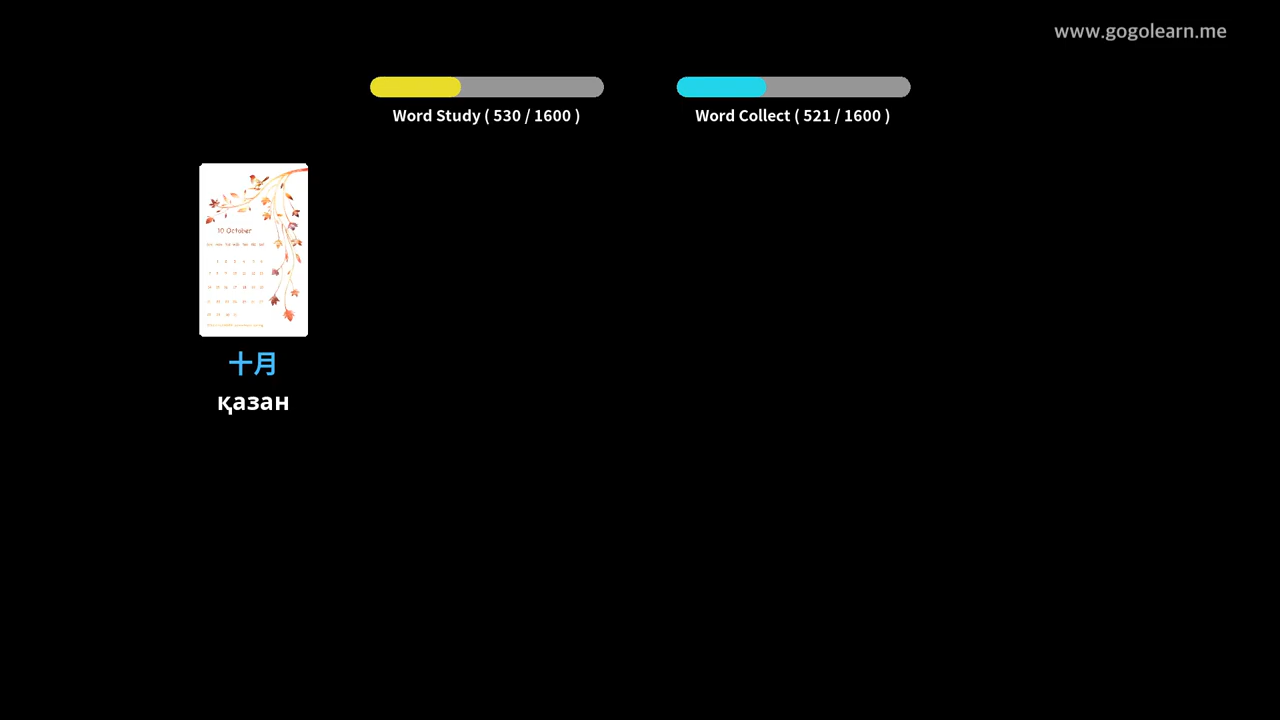 www.gogolearn.me
Word Study ( 530 / 1600 )
Word Collect ( 521 / 1600 )
10 October
十月
қазан